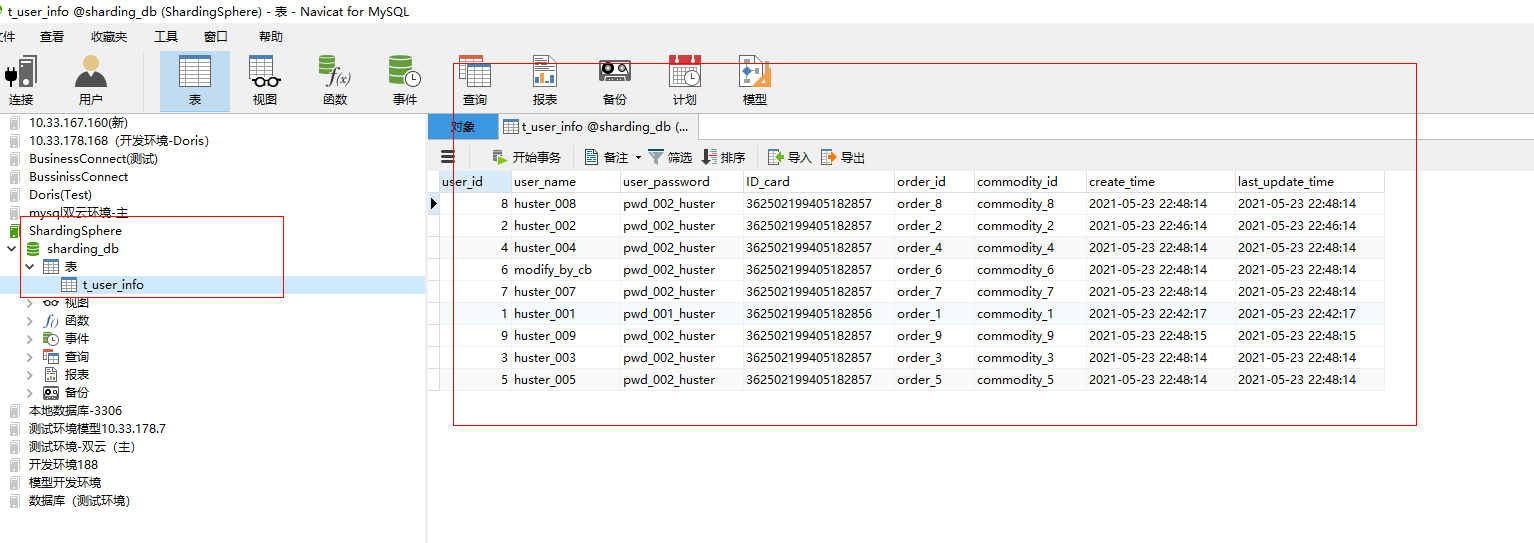 t_user_info @sharding_db (ShardingSphere) - 表 - Navicat for MySQL
件 查看 收藏夹 工具 窗口 帮助
连接 用户 表 视图 函数 事件 查询 报表 备份 计划 模型
10.33.167.160(新)
10.33.178.168（开发环境-Doris）
BusinessConnect(测试)
BussinissConnect
Doris(Test)
mysql双云环境-主
ShardingSphere
sharding_db
表
t_user_info
视图
函数
事件
查询
报表
备份
本地数据库-3306
测试环境模型10.33.178.7
测试环境-双云（主）
开发环境188
模型开发环境
数据库（测试环境）
对象 t_user_info @sharding_db (...
开始事务 备注 筛选 排序 导入 导出
user_id user_name user_password ID_card order_id commodity_id create_time last_update_time
8 huster_008 pwd_002_huster 362502199405182857 order_8 commodity_8 2021-05-23 22:48:14 2021-05-23 22:48:14
2 huster_002 pwd_002_huster 362502199405182857 order_2 commodity_2 2021-05-23 22:46:14 2021-05-23 22:46:14
4 huster_004 pwd_002_huster 362502199405182857 order_4 commodity_4 2021-05-23 22:48:14 2021-05-23 22:48:14
6 modify_by_cb pwd_002_huster 362502199405182857 order_6 commodity_6 2021-05-23 22:48:14 2021-05-23 22:48:14
7 huster_007 pwd_002_huster 362502199405182857 order_7 commodity_7 2021-05-23 22:48:14 2021-05-23 22:48:14
1 huster_001 pwd_001_huster 362502199405182856 order_1 commodity_1 2021-05-23 22:42:17 2021-05-23 22:42:17
9 huster_009 pwd_002_huster 362502199405182857 order_9 commodity_9 2021-05-23 22:48:15 2021-05-23 22:48:15
3 huster_003 pwd_002_huster 362502199405182857 order_3 commodity_3 2021-05-23 22:48:14 2021-05-23 22:48:14
5 huster_005 pwd_002_huster 362502199405182857 order_5 commodity_5 2021-05-23 22:48:14 2021-05-23 22:48:14